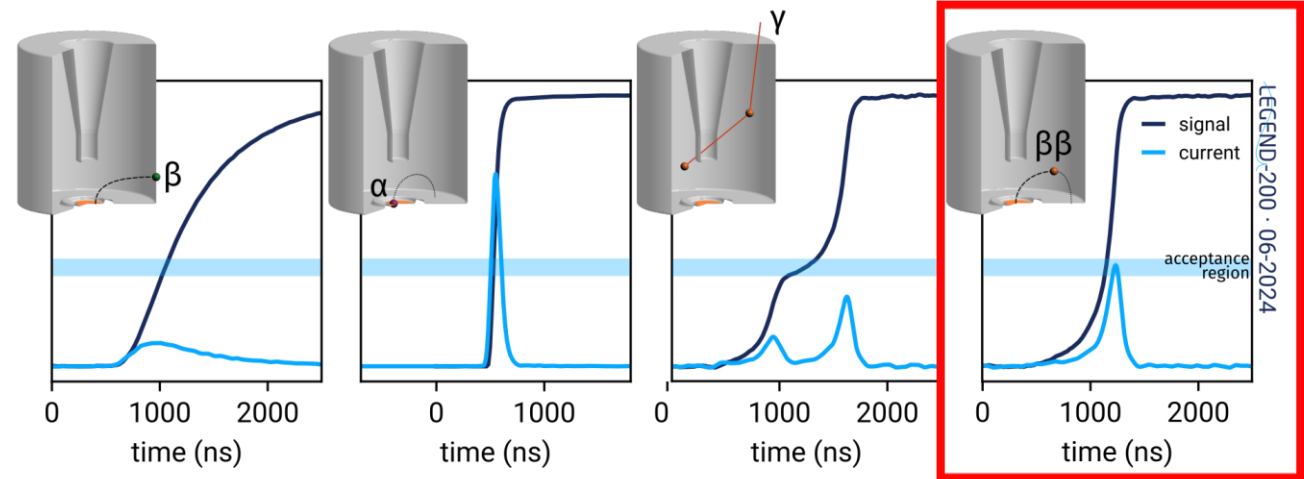 β
0
1000
2000
time (ns)
α
0
1000
time (ns)
γ
0
1000
2000
time (ns)
ββ
signal
current
acceptance
region
0
1000
2000
time (ns)
LEGEND-200 · 06-2024